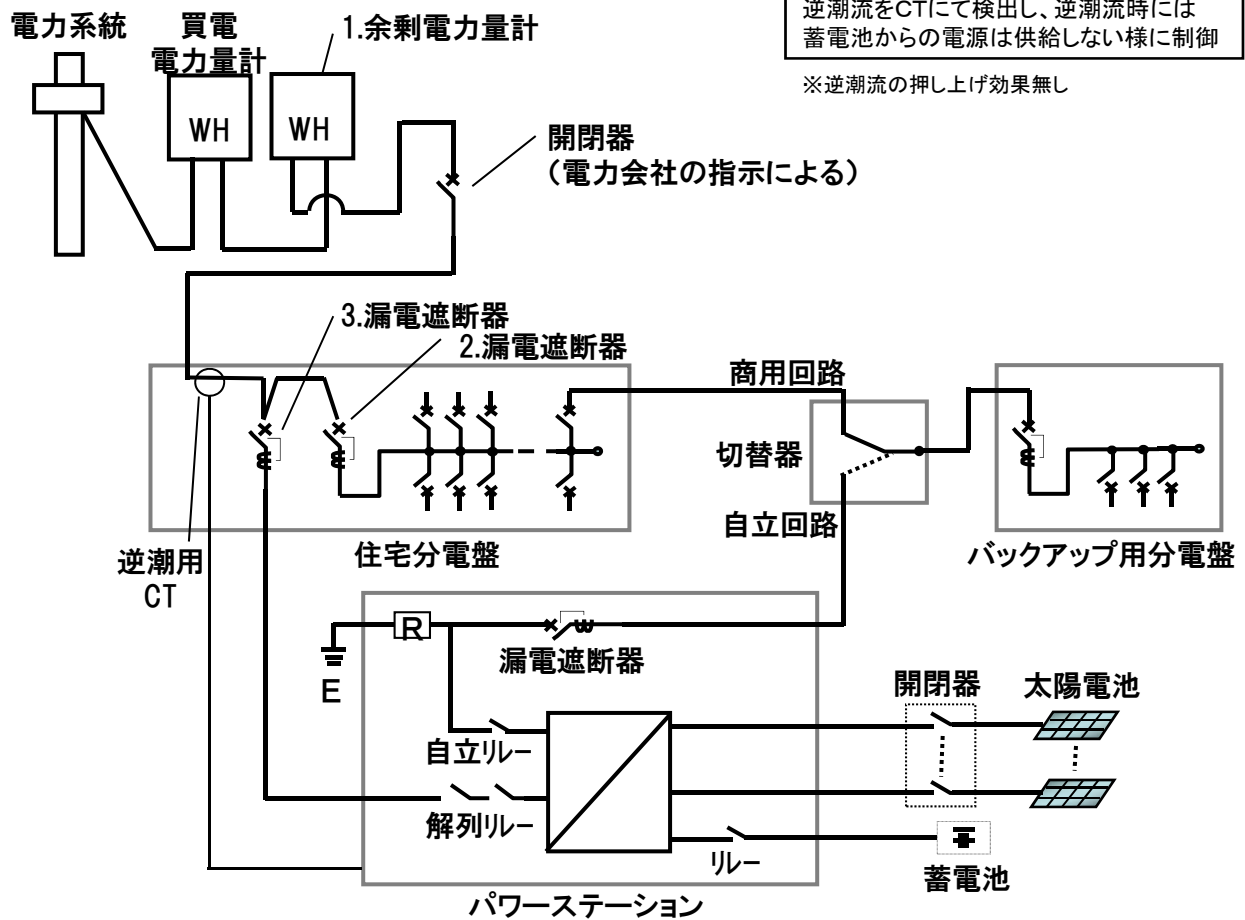 逆潮流をCTにて検出し、逆潮流時には
蓄電池からの電源は供給しない様に制御
※逆潮流の押し上げ効果無し
電力系統
買電
電力量計
1.余剰電力量計
WH
WH
開閉器
(電力会社の指示による)
3.漏電遮断器
2.漏電遮断器
商用回路
切替器
自立回路
逆潮用
CT
住宅分電盤
バックアップ用分電盤
R
E
漏電遮断器
開閉器
太陽電池
自立リレー
解列リレー
リレー
蓄電池
パワーステーション